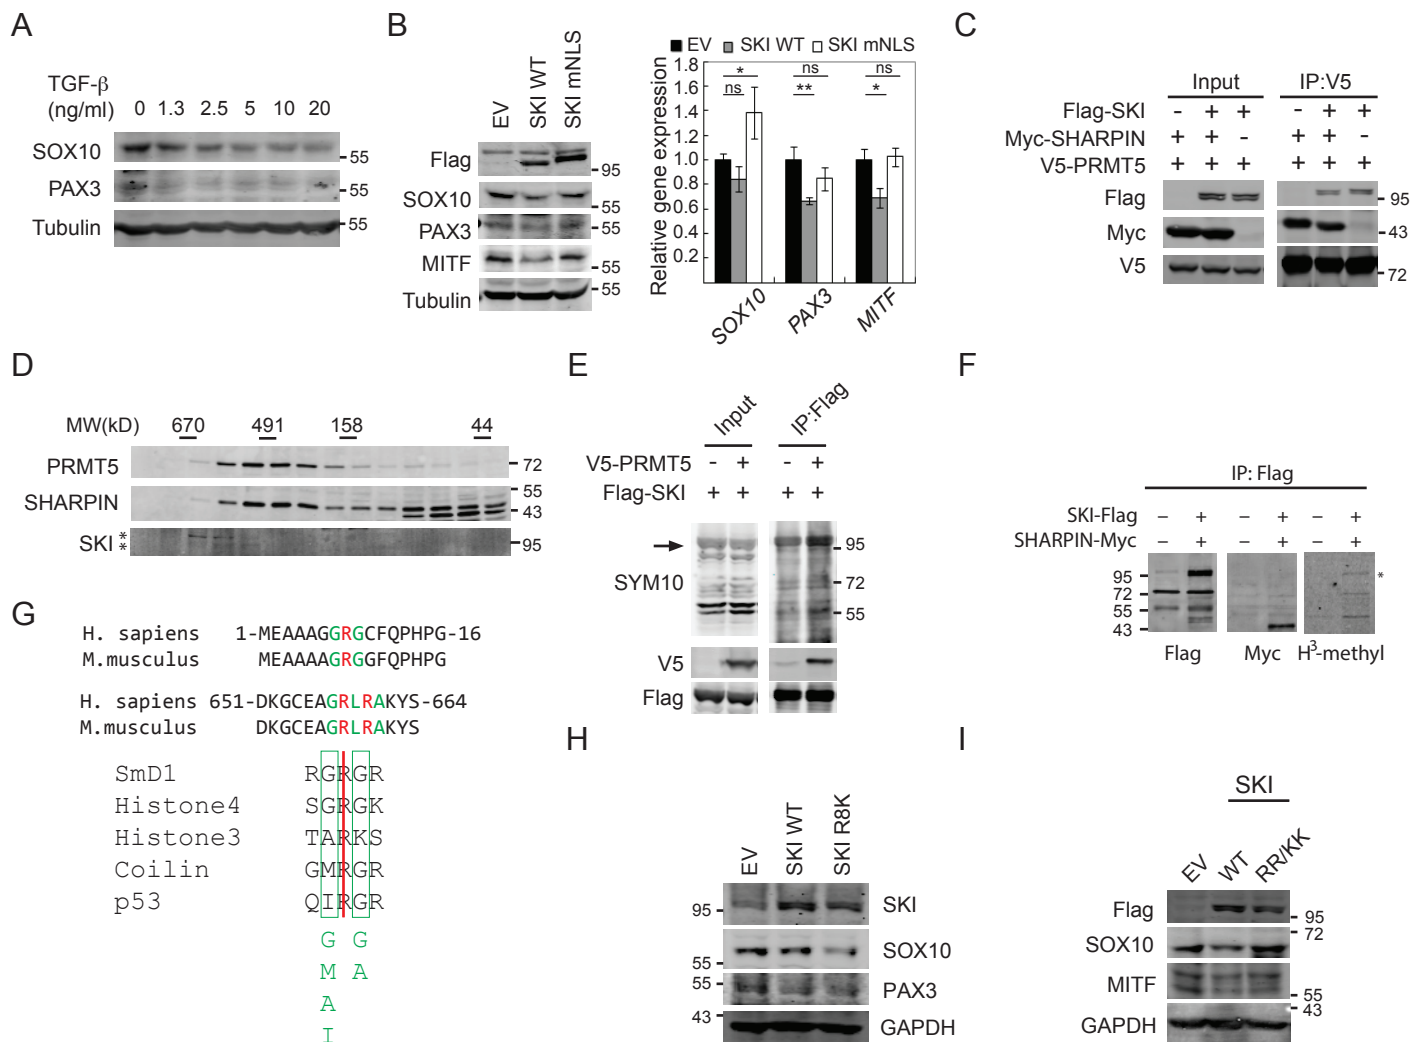 A
TGF-β
(ng/ml)
0 1.3 2.5 5 10 20
SOX10
55
PAX3
55
Tubulin
55
B
EV
SKI WT
SKI mNLS
Flag
95
SOX10
55
PAX3
MITF
55
Tubulin
55
EV SKI WT SKI mNLS
Relative gene expression
1.8
1.6
1.4
1.2
1.0
0.8
0.6
0.4
0.2
* ns
ns **
ns *
SOX10
PAX3
MITF
C
Input IP:V5
Flag-SKI - + + - + +
Myc-SHARPIN + + - + + -
V5-PRMT5 + + + + + +
Flag
95
Myc
43
V5
72
D
MW(kD) 670 491 158 44
PRMT5
72
SHARPIN
55
43
SKI * *
95
E
Input IP:Flag
V5-PRMT5 - + - +
Flag-SKI + + + +
SYM10
95
72
55
V5
Flag
F
IP: Flag
SKI-Flag − + − + − +
SHARPIN-Myc − + − + − +
95
72
55
43
*
Flag Myc H³-methyl
G
H. sapiens 1-MEAAAGGRGCFQPHPG-16
M.musculus MEAAAAGRGGFQPHPG
H. sapiens 651-DKGCEAGRLRAKYS-664
M.musculus DKGCEAGRLRAKYS
SmD1 RGRGR
Histone4 SGRGK
Histone3 TARKS
Coilin GMRGR
p53 QIRGR
G G
M A
A
I
H
EV
SKI WT
SKI R8K
95
SKI
55
SOX10
55
PAX3
43
GAPDH
I
SKI
EV WT RR/KK
Flag
95
72
SOX10
MITF
55
43
GAPDH